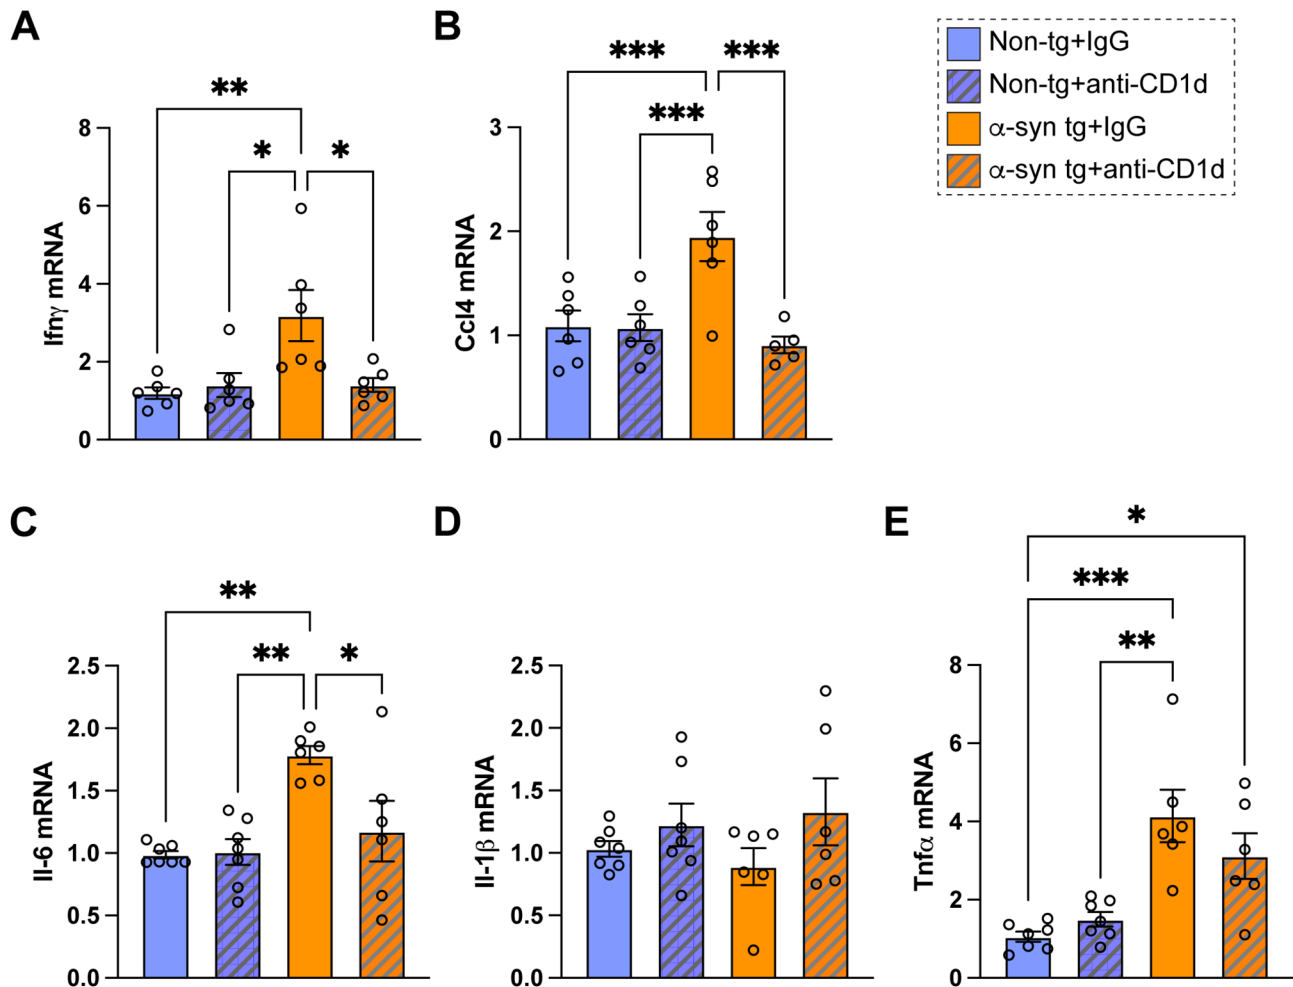 A
B
Non-tg+IgG
Non-tg+anti-CD1d
α-syn tg+IgG
α-syn tg+anti-CD1d
**
*
*
8
6
4
2
0
Ifnγ mRNA
***
***
***
3
2
1
0
Ccl4 mRNA
C
D
E
**
**
*
2.5
2.0
1.5
1.0
0.5
0.0
Il-6 mRNA
2.5
2.0
1.5
1.0
0.5
0.0
Il-1β mRNA
*
***
**
8
6
4
2
0
Tnfα mRNA